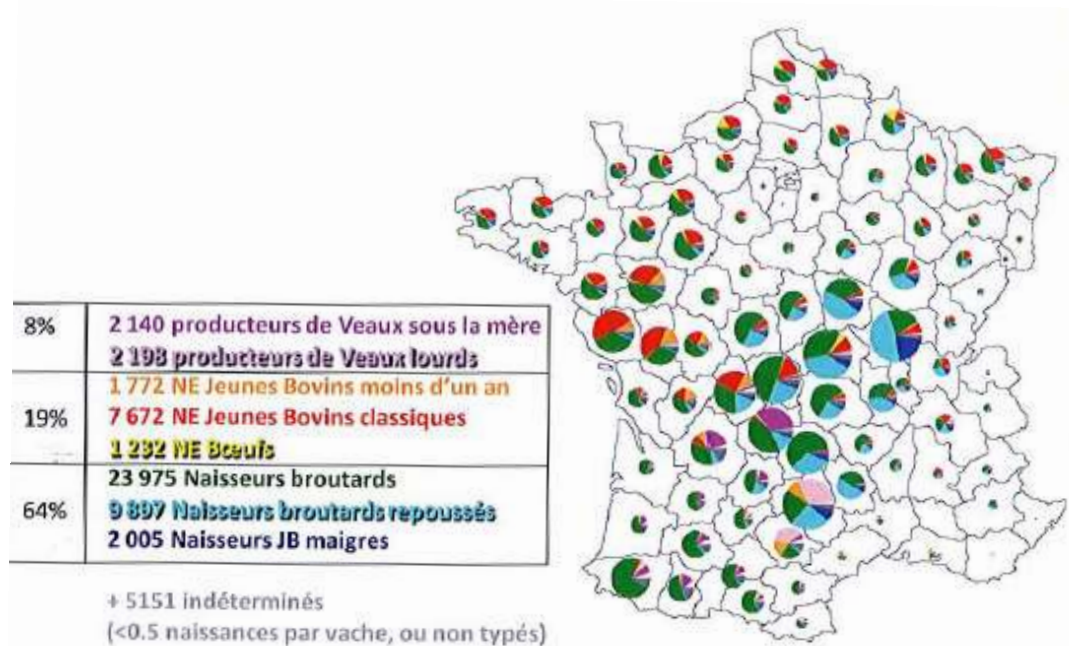 8%
2 140 producteurs de Veaux sous la mère
2 198 producteurs de Veaux lourds
19%
1 772 NE Jeunes Bovins moins d'un an
7 672 NE Jeunes Bovins classiques
1 232 NE Bœufs
64%
23 975 Naisseurs broutards
9 897 Naisseurs broutards repoussés
2 005 Naisseurs JB maigres
+ 5151 indéterminés
(<0.5 naissances par vache, ou non typés)